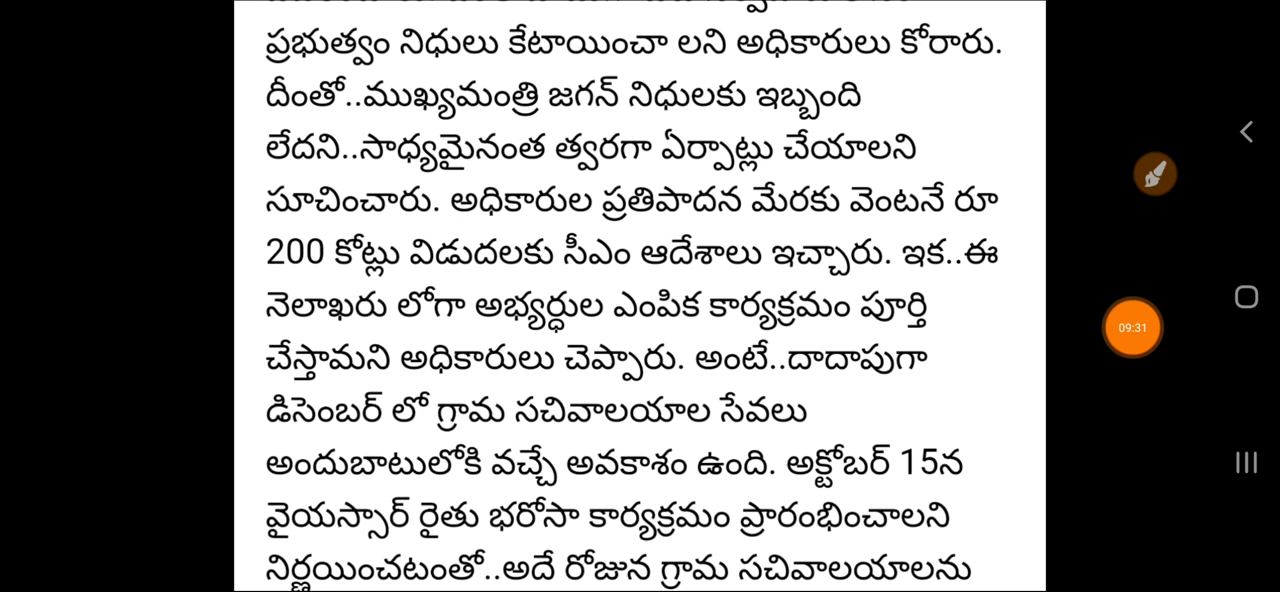 ప్రభుత్వం నిధులు కేటాయించా లని అధికారులు కోరారు.
దీంతో..ముఖ్యమంత్రి జగన్ నిధులకు ఇబ్బంది
లేదని..సాధ్యమైనంత త్వరగా ఏర్పాట్లు చేయాలని
సూచించారు. అధికారుల ప్రతిపాదన మేరకు వెంటనే రూ
200 కోట్లు విడుదలకు సీఎం ఆదేశాలు ఇచ్చారు. ఇక..ఈ
నెలాఖరు లోగా అభ్యర్ధుల ఎంపిక కార్యక్రమం పూర్తి
చేస్తామని అధికారులు చెప్పారు. అంటే..దాదాపుగా
డిసెంబర్ లో గ్రామ సచివాలయాల సేవలు
అందుబాటులోకి వచ్చే అవకాశం ఉంది. అక్టోబర్ 15న
వైయస్సార్ రైతు భరోసా కార్యక్రమం ప్రారంభించాలని
నిర్ణయించటంతో..అదే రోజున గ్రామ సచివాలయాలను
09:31